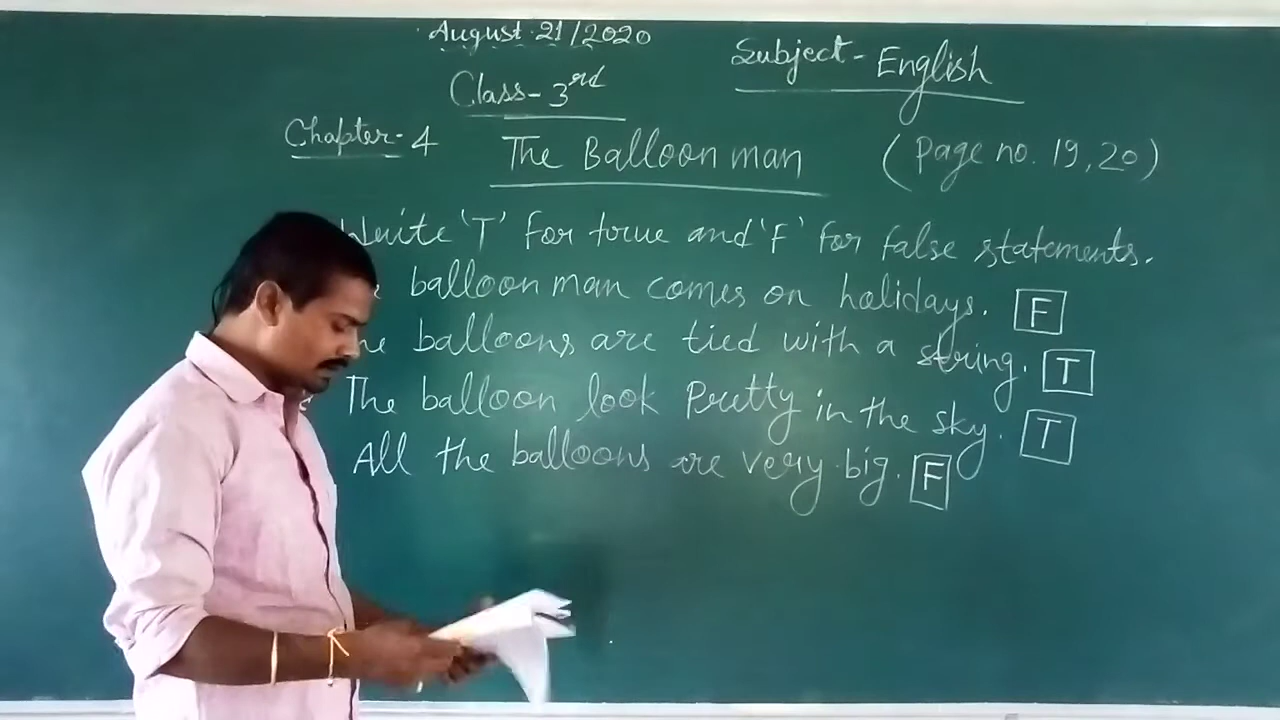 August 21/2020
Subject- English
Class- 3rd
Chapter- 4 The Balloon man (Page no. 19,20)
Write 'T' for true and 'F' for false statements.
balloon man comes on holidays. F
balloons are tied with a string. T
The balloon look Pretty in the sky. T
All the balloons are very big. F